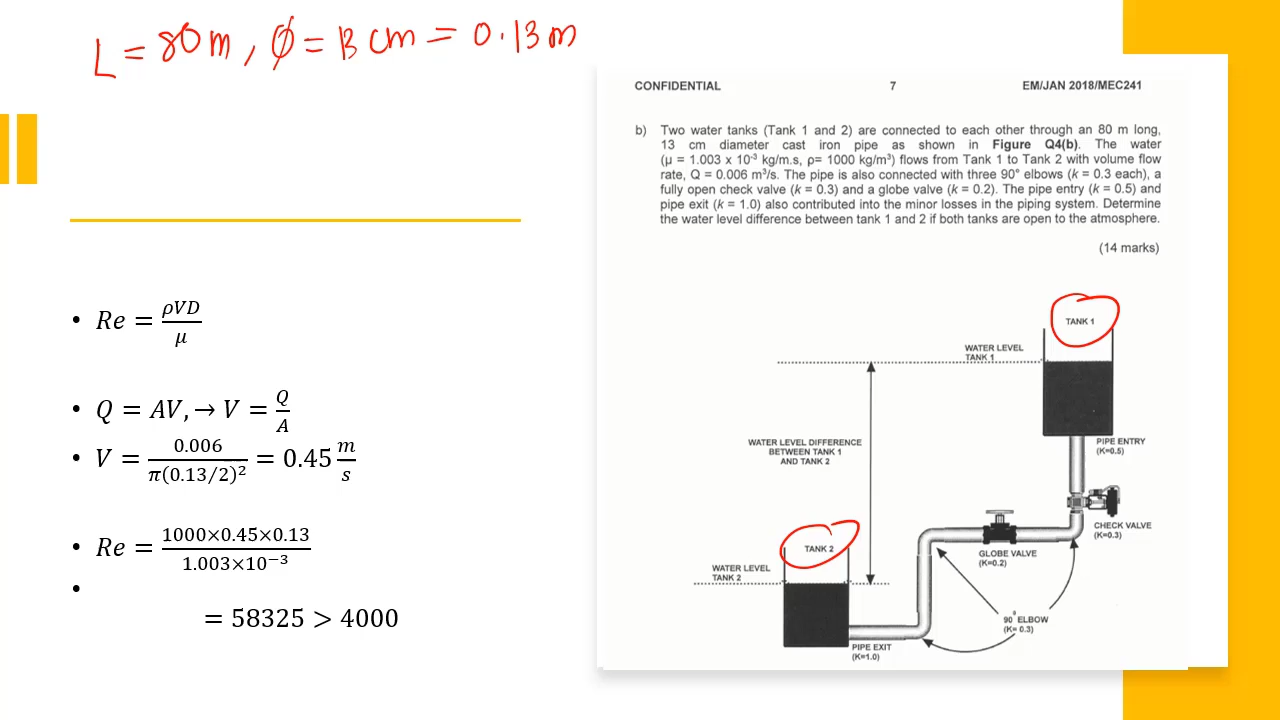 L = 80 m, Ø = 13 cm = 0.13 m
• Re = ρVD/μ
• Q = AV, → V = Q/A
• V = 0.006/π(0.13/2)² = 0.45 m/s
• Re = 1000×0.45×0.13/1.003×10⁻³
•
= 58325 > 4000
CONFIDENTIAL 7 EM/JAN 2018/MEC241
b) Two water tanks (Tank 1 and 2) are connected to each other through an 80 m long,
13 cm diameter cast iron pipe as shown in Figure Q4(b). The water
(μ = 1.003 x 10⁻³ kg/m.s, ρ= 1000 kg/m³) flows from Tank 1 to Tank 2 with volume flow
rate, Q = 0.006 m³/s. The pipe is also connected with three 90° elbows (k = 0.3 each), a
fully open check valve (k = 0.3) and a globe valve (k = 0.2). The pipe entry (k = 0.5) and
pipe exit (k = 1.0) also contributed into the minor losses in the piping system. Determine
the water level difference between tank 1 and 2 if both tanks are open to the atmosphere.
(14 marks)
TANK 1
WATER LEVEL
TANK 1
WATER LEVEL DIFFERENCE
BETWEEN TANK 1
AND TANK 2
PIPE ENTRY
(K=0.5)
CHECK VALVE
(K=0.3)
GLOBE VALVE
(K=0.2)
TANK 2
WATER LEVEL
TANK 2
90° ELBOW
(K= 0.3)
PIPE EXIT
(K=1.0)